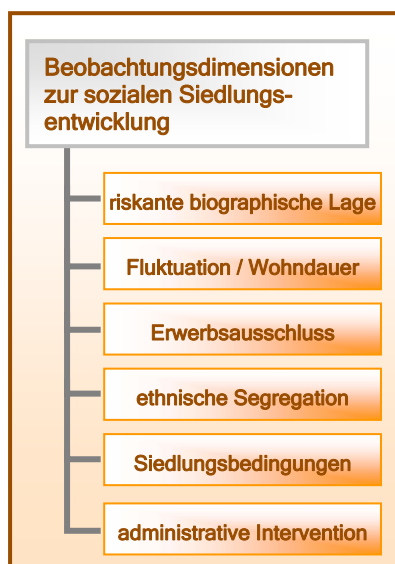 Beobachtungsdimensionen
zur sozialen Siedlungs-
entwicklung
riskante biographische Lage
Fluktuation / Wohndauer
Erwerbsausschluss
ethnische Segregation
Siedlungsbedingungen
administrative Intervention